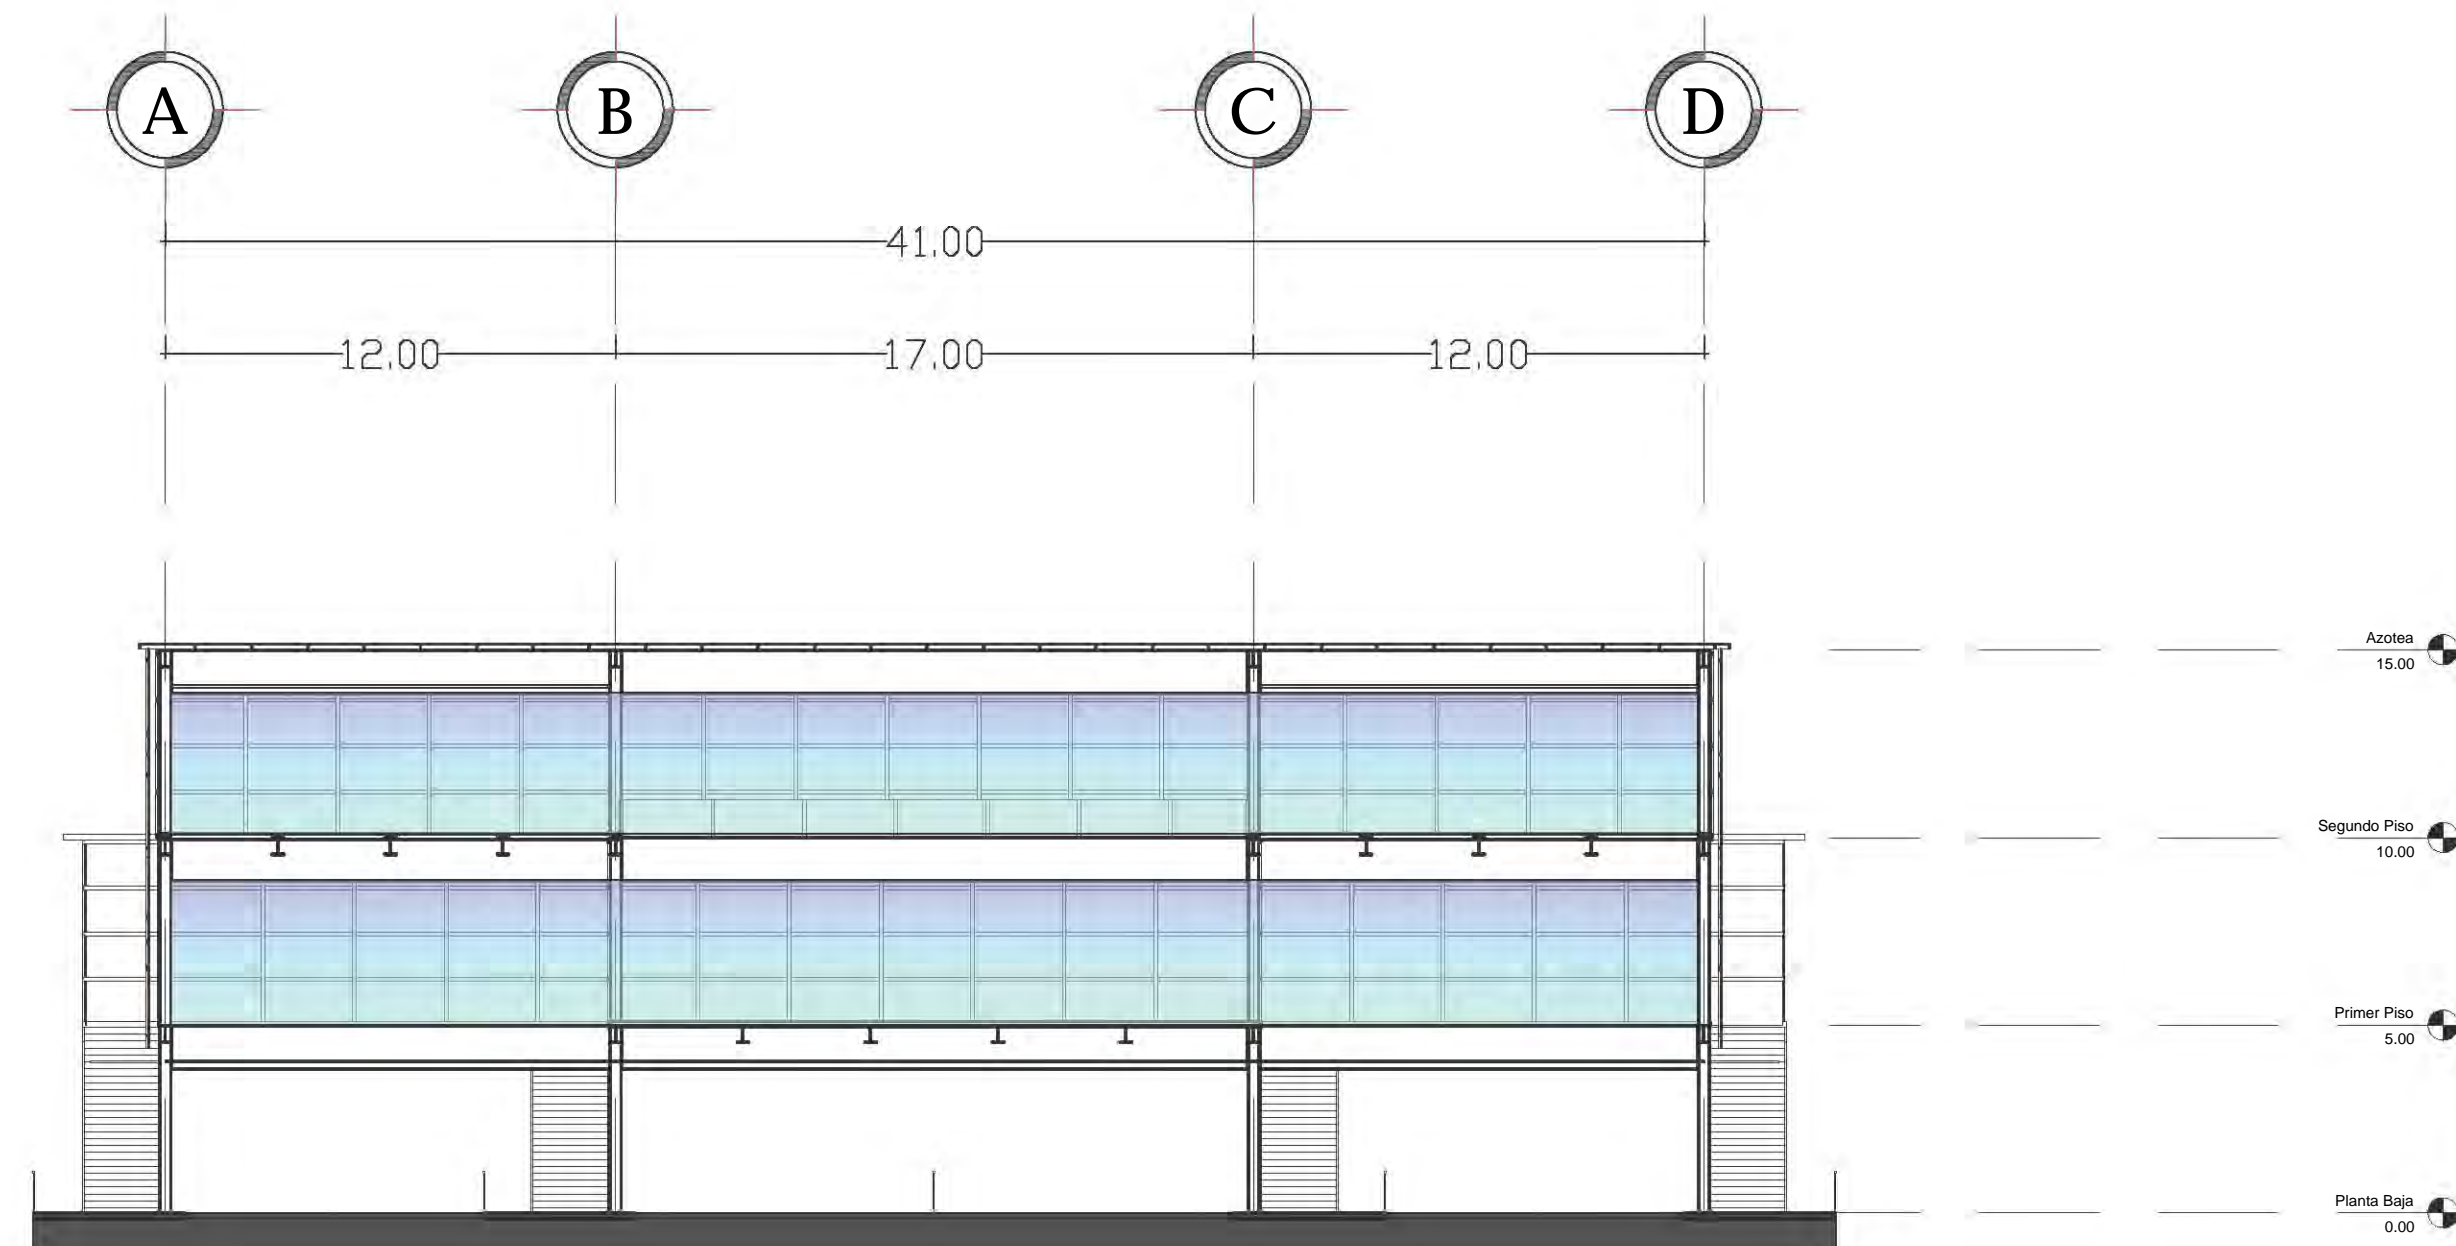 A B C D
41.00
12.00 17.00 12.00
Azotea
15.00
Segundo Piso
10.00
Primer Piso
5.00
Planta Baja
0.00